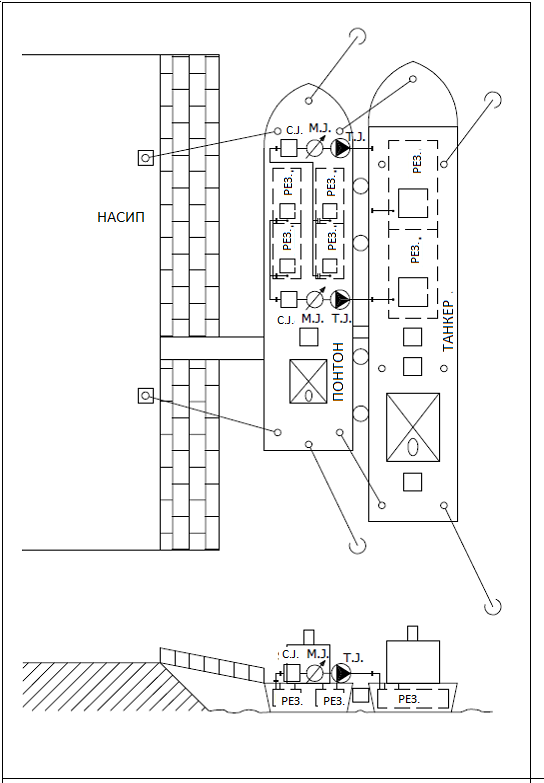 C.J. M.J. T.J.
РЕЗ. РЕЗ. РЕЗ.
НАСИП
РЕЗ. РЕЗ. РЕЗ.
C.J. M.J. T.J.
ПОНТОН
ТАНКЕР
C.J. M.J. T.J.
РЕЗ. РЕЗ. РЕЗ.